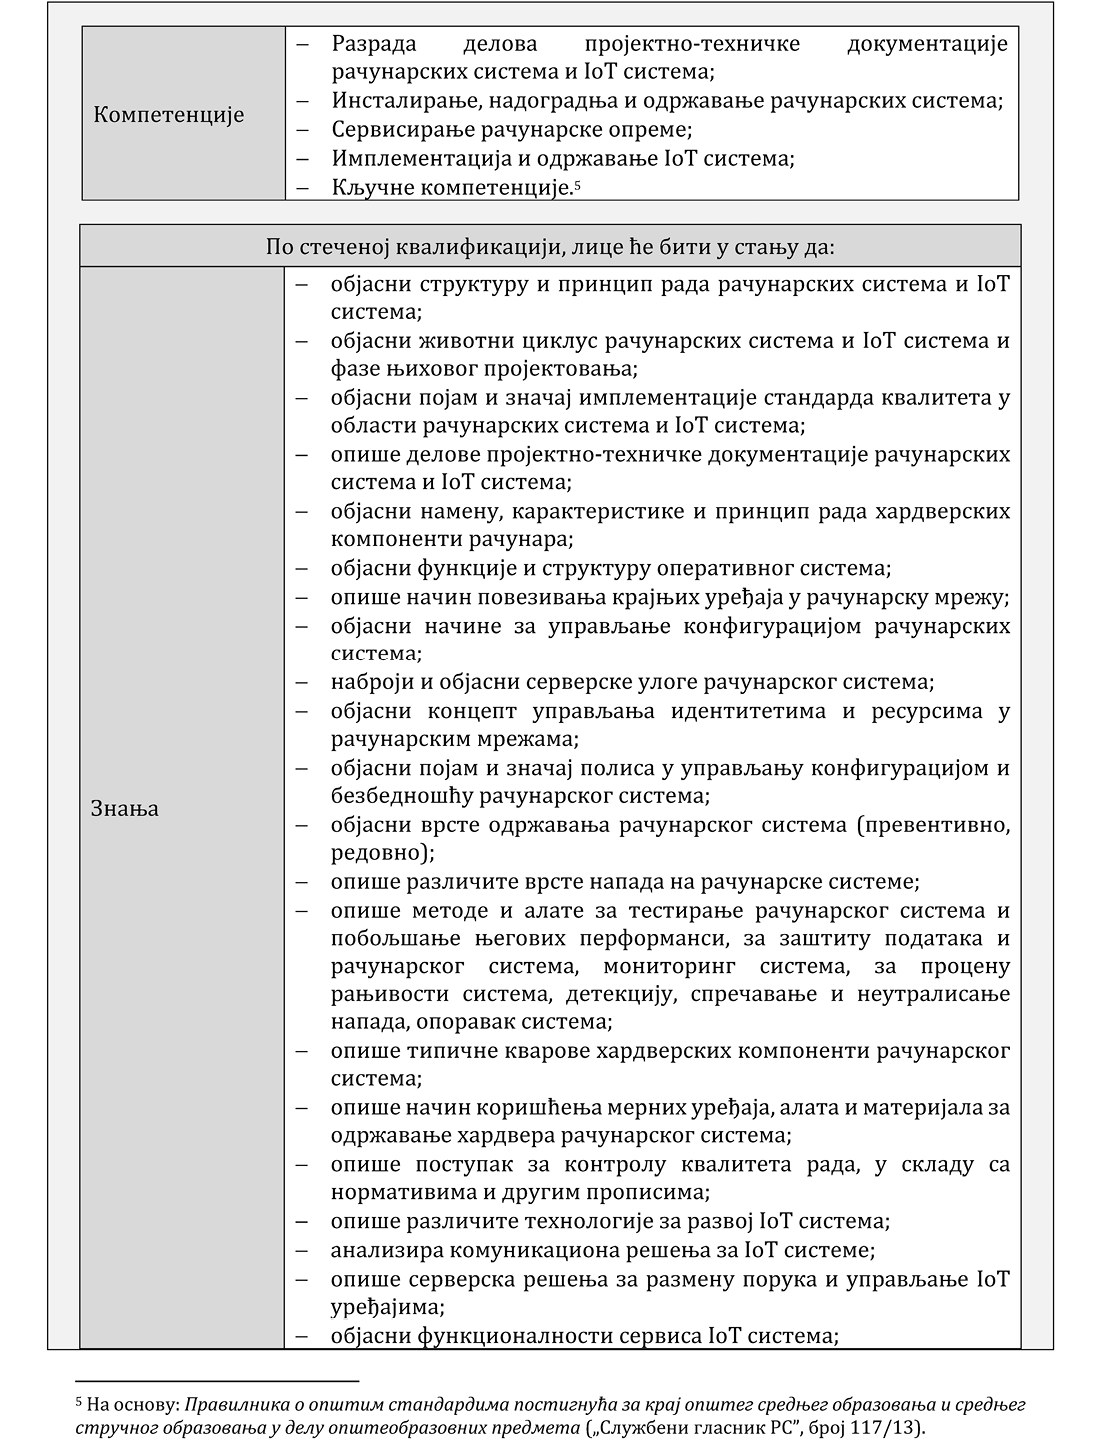 Компетенције
– Разрада делова пројектно-техничке документације
рачунарских система и IoT система;
– Инсталирање, надоградња и одржавање рачунарских система;
– Сервисирање рачунарске опреме;
– Имплементација и одржавање IoT система;
– Кључне компетенције.⁵
По стеченој квалификацији, лице ће бити у стању да:
Знања
– објасни структуру и принцип рада рачунарских система и IoT
система;
– објасни животни циклус рачунарских система и IoT система и
фазе њиховог пројектовања;
– објасни појам и значај имплементације стандарда квалитета у
области рачунарских система и IoT система;
– опише делове пројектно-техничке документације рачунарских
система и IoT система;
– објасни намену, карактеристике и принцип рада хардверских
компоненти рачунара;
– објасни функције и структуру оперативног система;
– опише начин повезивања крајњих уређаја у рачунарску мрежу;
– објасни начине за управљање конфигурацијом рачунарских
система;
– наброји и објасни серверске улоге рачунарског система;
– објасни концепт управљања идентитетима и ресурсима у
рачунарским мрежама;
– објасни појам и значај полиса у управљању конфигурацијом и
безбедношћу рачунарског система;
– објасни врсте одржавања рачунарског система (превентивно,
редовно);
– опише различите врсте напада на рачунарске системе;
– опише методе и алате за тестирање рачунарског система и
побољшање његових перформанси, за заштиту података и
рачунарског система, мониторинг система, за процену
рањивости система, детекцију, спречавање и неутралисање
напада, опоравак система;
– опише типичне кварове хардверских компоненти рачунарског
система;
– опише начин коришћења мерних уређаја, алата и материјала за
одржавање хардвера рачунарског система;
– опише поступак за контролу квалитета рада, у складу са
нормативима и другим прописима;
– опише различите технологије за развој IoT система;
– анализира комуникациона решења за IoT системе;
– опише серверска решења за размену порука и управљање IoT
уређајима;
– објасни функционалности сервиса IoT система;
⁵ На основу: Правилника о општим стандардима постигнућа за крај општег средњег образовања и средњег
стручног образовања у делу општеобразовних предмета („Службени гласник РС”, број 117/13).